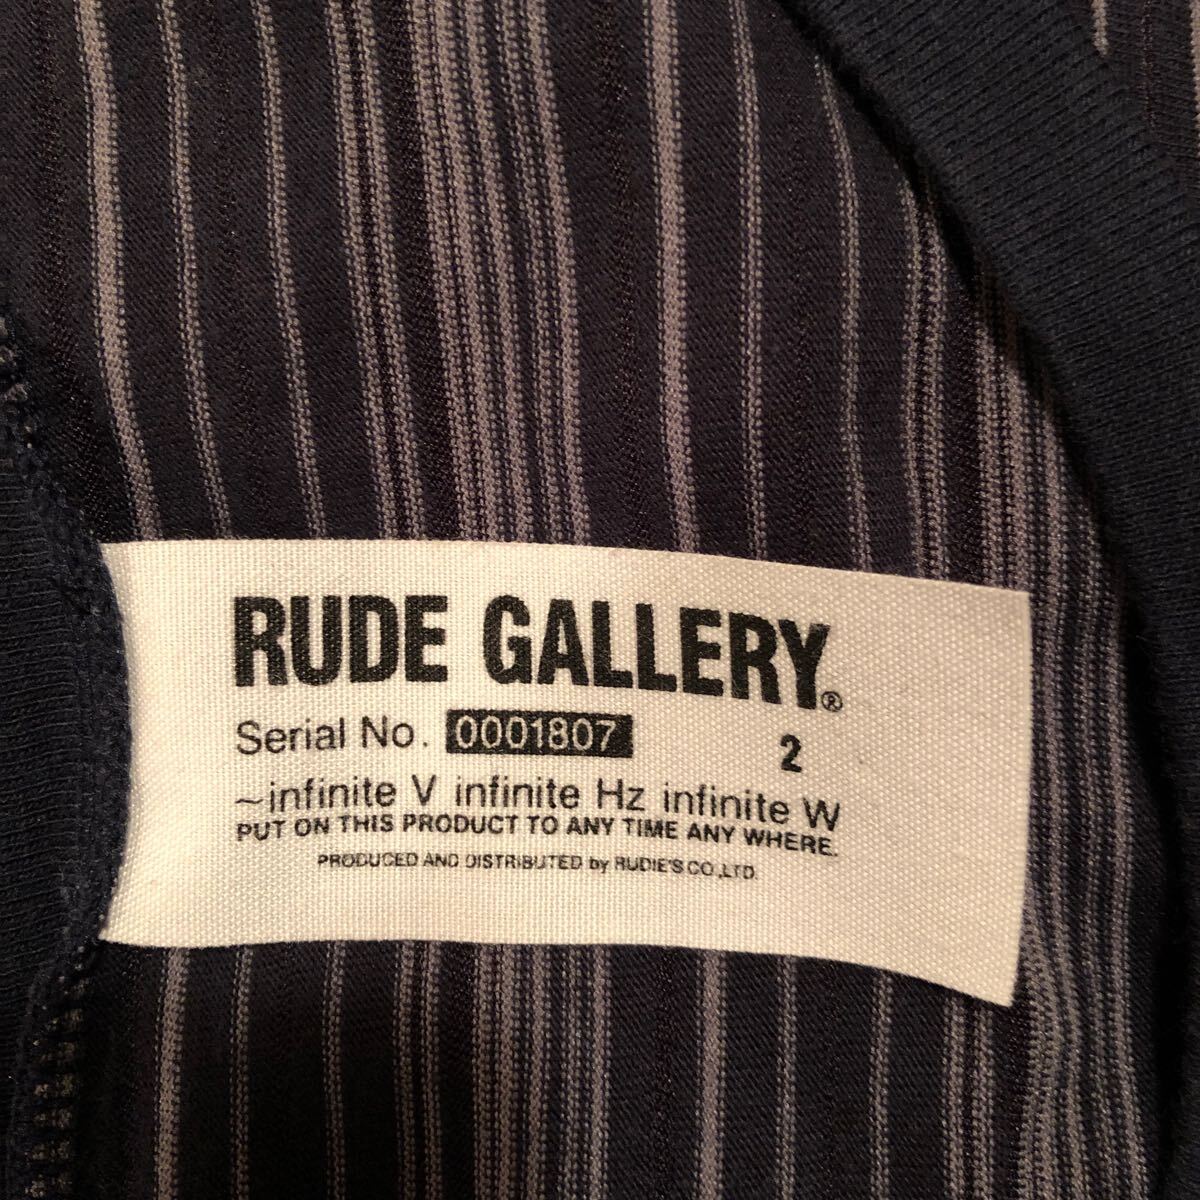 RUDE GALLERY®
Serial No. 0001807 2
~infinite V infinite Hz infinite W
PUT ON THIS PRODUCT TO ANY TIME ANY WHERE.
PRODUCED AND DISTRIBUTED by RUDIE'S CO.,LTD.